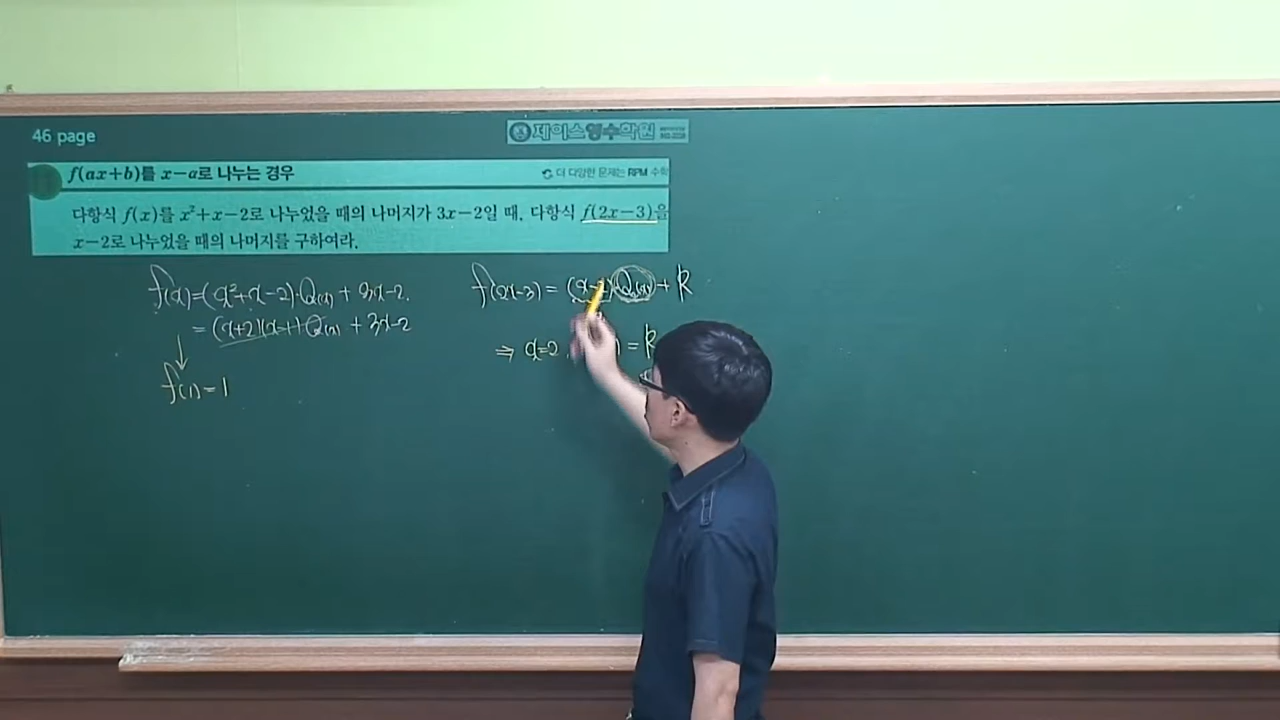 46 page
제이스영수학원
f(ax+b)를 x-a로 나누는 경우
더 다양한 문제는 RPM 수학
다항식 f(x)를 x²+x-2로 나누었을 때의 나머지가 3x-2일 때, 다항식 f(2x-3)을
x-2로 나누었을 때의 나머지를 구하여라.
f(x)=(x²+x-2)·Q(x)+3x-2.
=(x+2)(x-1)Q(x)+3x-2
f(1)=1
f(2x-3)=(x-2)Q₁(x)+R
⇒ x=2, =R